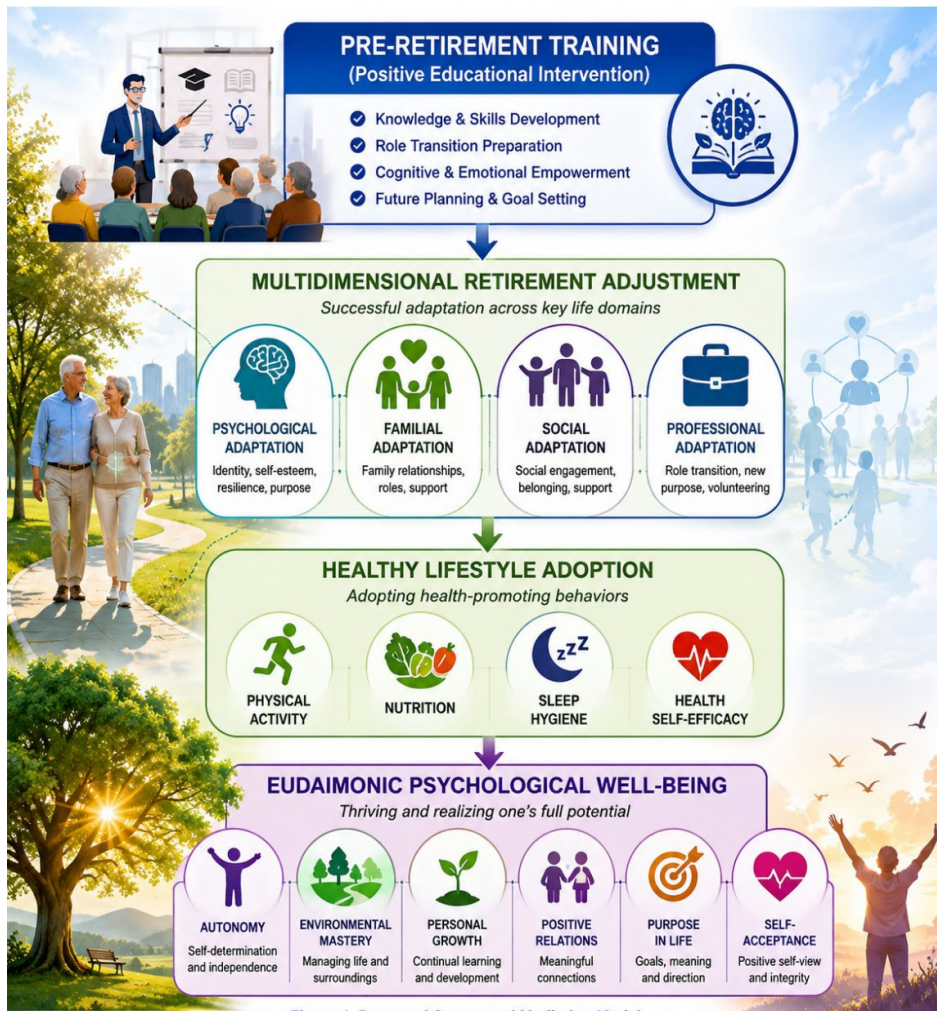 PRE-RETIREMENT TRAINING
(Positive Educational Intervention)
Knowledge & Skills Development
Role Transition Preparation
Cognitive & Emotional Empowerment
Future Planning & Goal Setting
MULTIDIMENSIONAL RETIREMENT ADJUSTMENT
Successful adaptation across key life domains
PSYCHOLOGICAL
ADAPTATION
Identity, self-esteem,
resilience, purpose
FAMILIAL
ADAPTATION
Family relationships,
roles, support
SOCIAL
ADAPTATION
Social engagement,
belonging, support
PROFESSIONAL
ADAPTATION
Role transition, new
purpose, volunteering
HEALTHY LIFESTYLE ADOPTION
Adopting health-promoting behaviors
PHYSICAL
ACTIVITY
NUTRITION
zzZ
SLEEP
HYGIENE
HEALTH
SELF-EFFICACY
EUDAIMONIC PSYCHOLOGICAL WELL-BEING
Thriving and realizing one's full potential
AUTONOMY
Self-determination
and independence
ENVIRONMENTAL
MASTERY
Managing life and
surroundings
PERSONAL
GROWTH
Continual learning
and development
POSITIVE
RELATIONS
Meaningful
connections
PURPOSE
IN LIFE
Goals, meaning
and direction
SELF-
ACCEPTANCE
Positive self-view
and integrity